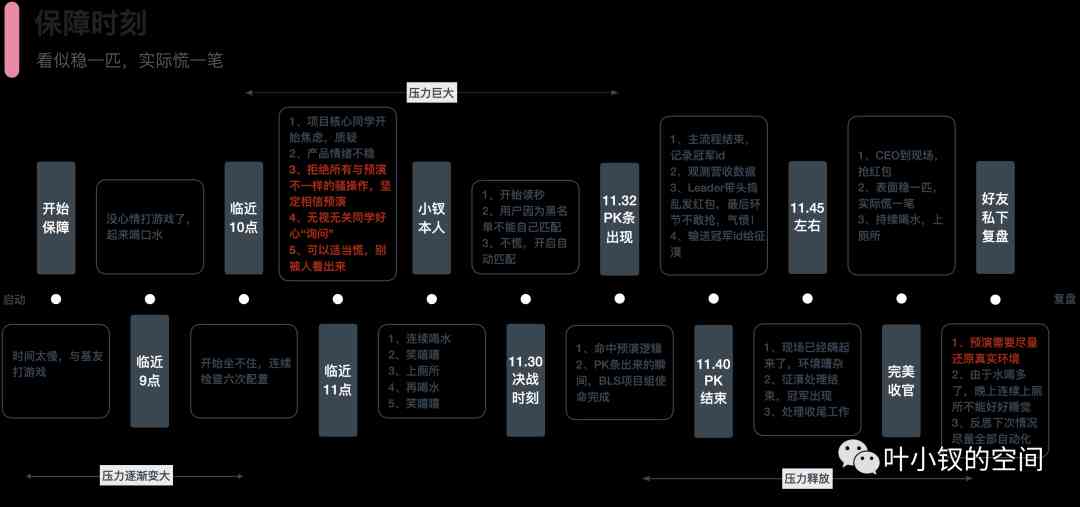 保障时刻
看似稳一匹，实际慌一笔
压力巨大
开始
保障
没心情打游戏了，
起来喝口水
临近
10点
1、项目核心同学开
始焦虑，质疑
2、产品情绪不稳
3、拒绝所有与预演
不一样的骚操作，坚
定相信预演
4、无视无关同学好
心“询问”
5、可以适当慌，别
被人看出来
小钗
本人
1、开始读秒
2、用户因为黑名
单不能自己匹配
3、不慌，开启自
动匹配
11.32
PK条
出现
1、主流程结束，
记录冠军id
2、观测营收数据
3、Leader带头捣
乱发红包，最后环
节不敢抢，气愤！
4、输送冠军id给征
漠
11.45
左右
1、CEO到现场，
抢红包
2、表面稳一匹，
实际慌一笔
3、持续喝水，上
厕所
好友
私下
复盘
启动
复盘
时间太慢，与基友
打游戏
临近
9点
开始坐不住，连续
检查六次配置
临近
11点
1、连续喝水
2、笑嘻嘻
3、上厕所
4、再喝水
5、笑嘻嘻
11.30
决战
时刻
1、命中预演逻辑
2、PK条出来的瞬
间，BLS项目组使
命完成
11.40
PK
结束
1、现场已经嗨起
来了，环境嘈杂
2、征漠处理结
束，冠军出现
3、处理收尾工作
完美
收官
1、预演需要尽量
还原真实环境
2、由于水喝多
了，晚上连续上厕
所不能好好睡觉
3、反思下次情况
尽量全部自动化
压力逐渐变大
压力释放
叶小钗的空间